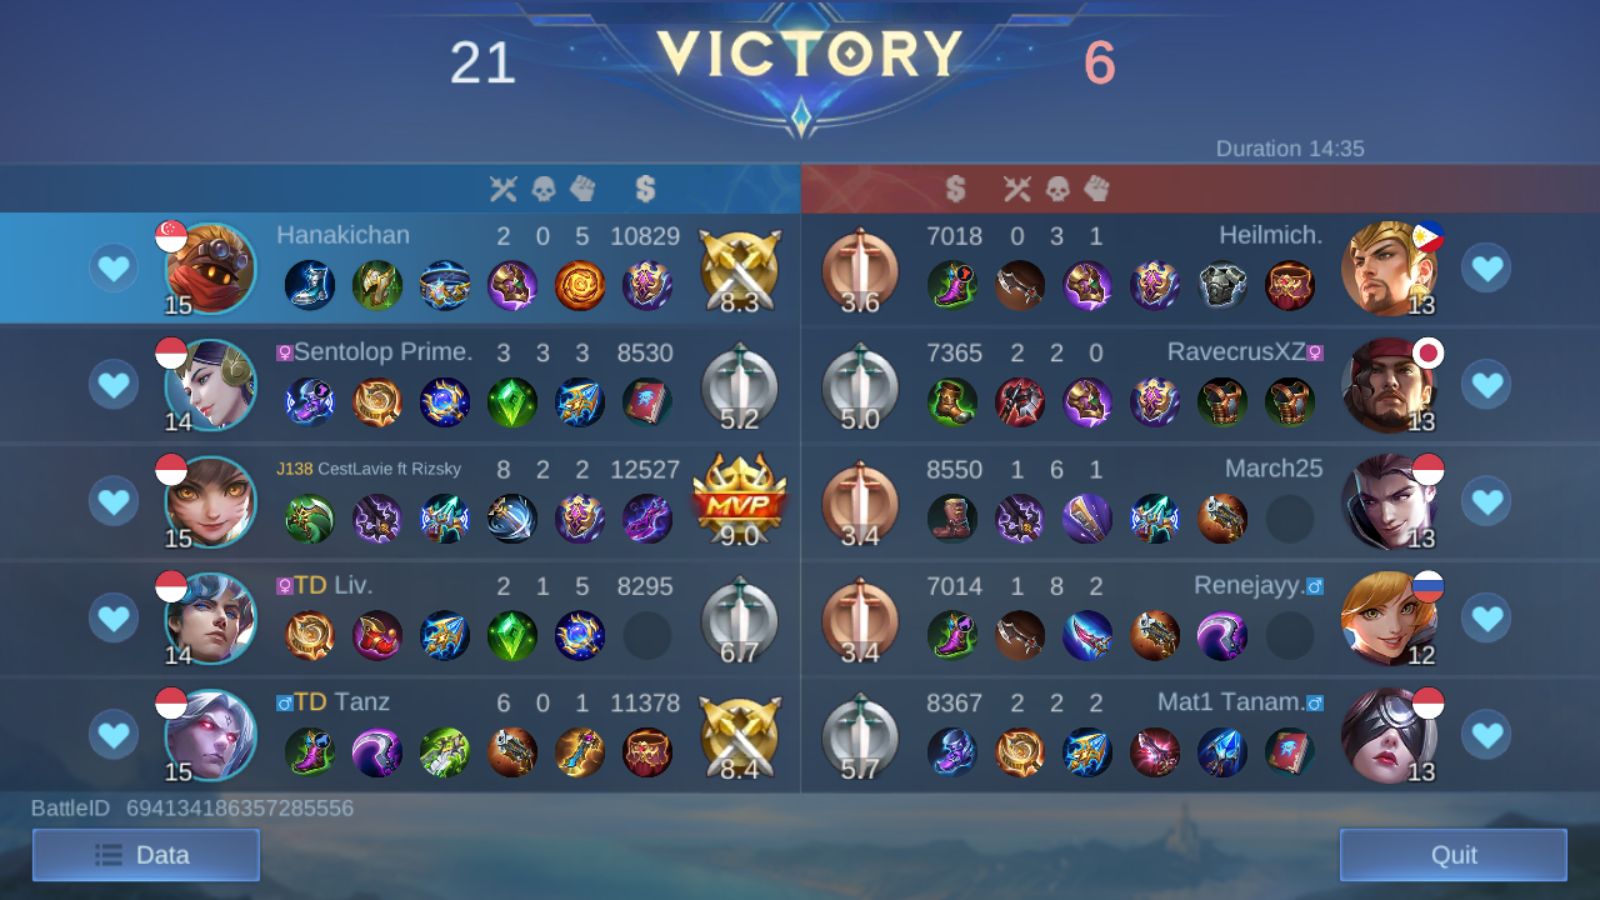 21 VICTORY 6
Duration 14:35
Hanakichan 2 0 5 10829
15 8.3
7018 0 3 1 Heilmich.
3.6 13
Sentolop Prime. 3 3 3 8530
14 5.2
7365 2 2 0 RavecrusXZ
5.0 13
J138 CestLavie ft Rizsky 8 2 2 12527
15 MVP 9.0
8550 1 6 1 March25
3.4 13
TD Liv. 2 1 5 8295
14 6.7
7014 1 8 2 Renejayy.
3.4 12
TD Tanz 6 0 1 11378
15 8.4
8367 2 2 2 Mat1 Tanam.
5.7 13
BattleID 694134186357285556
Data Quit